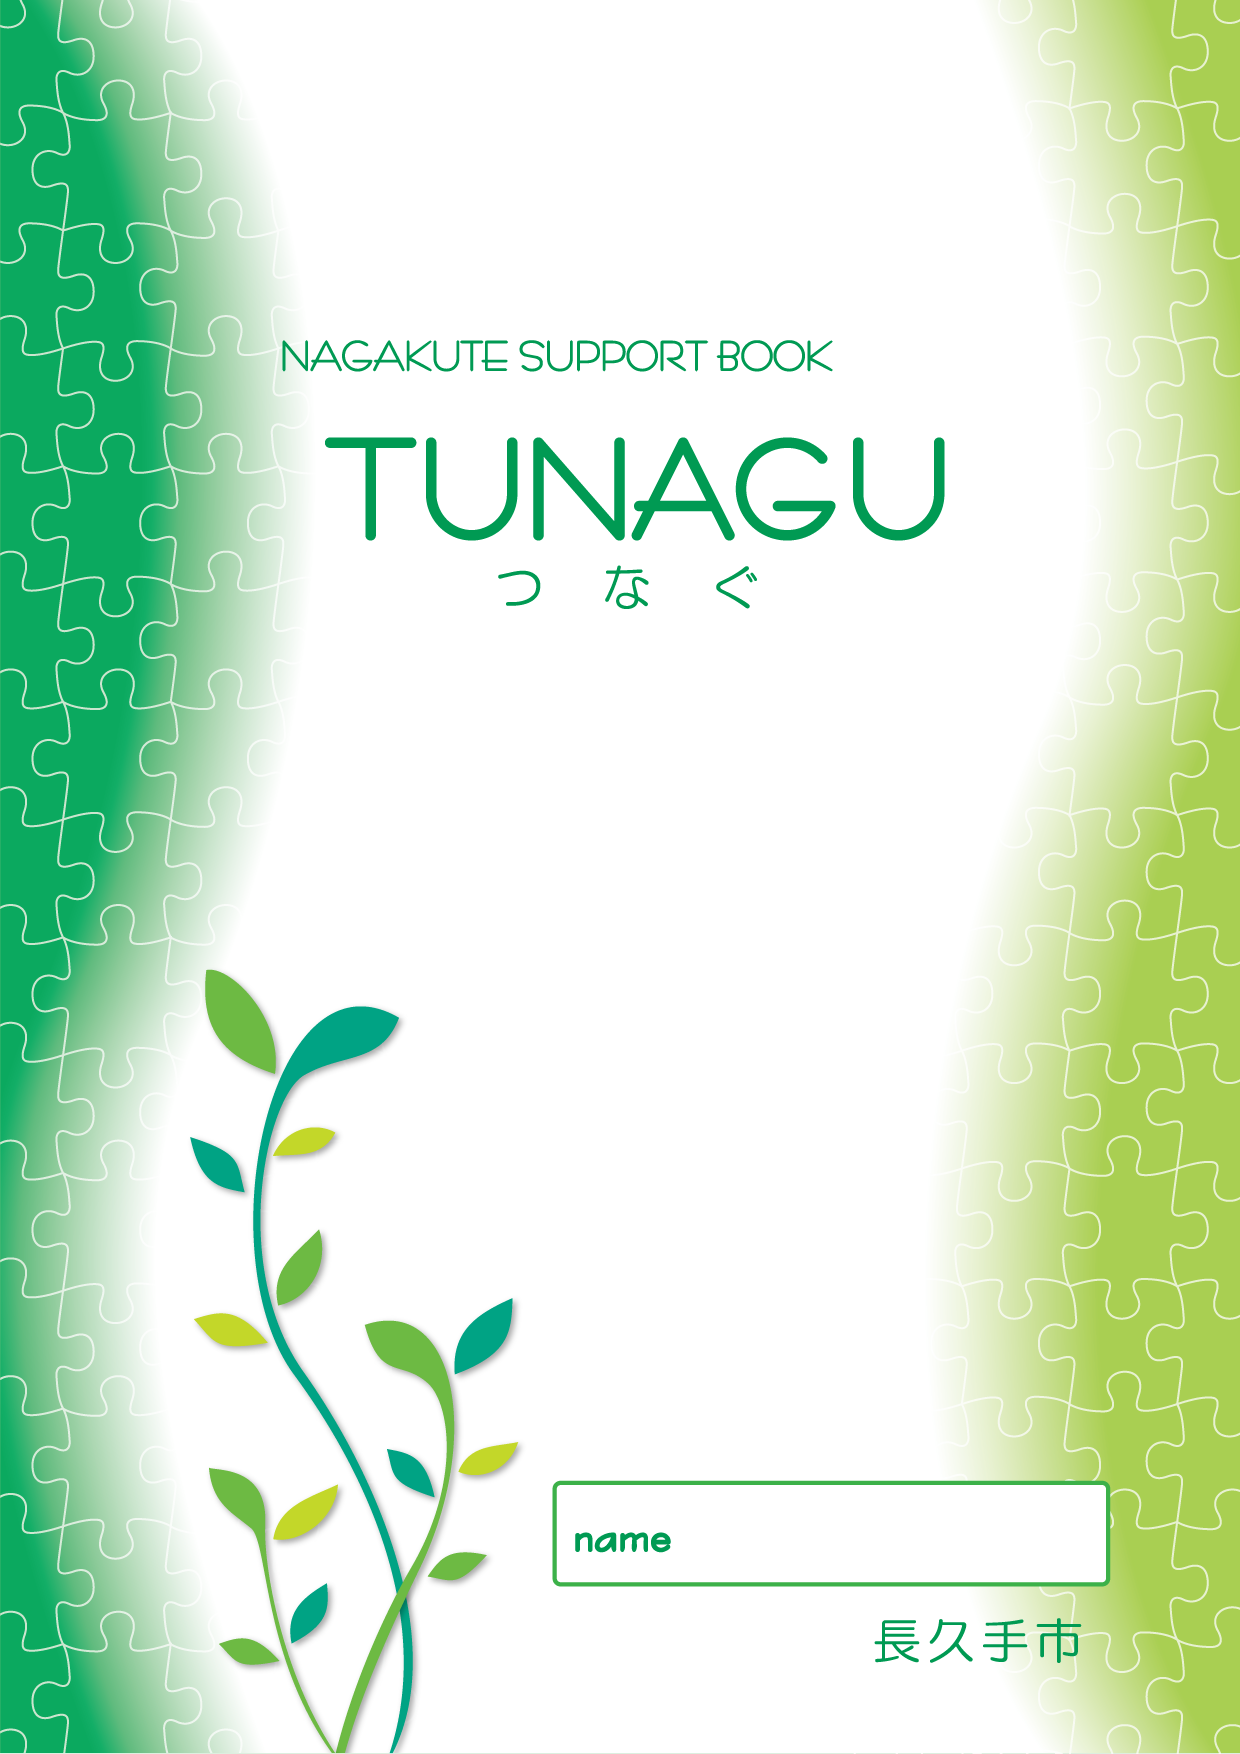 NAGAKUTE SUPPORT BOOK
TUNAGU
つなぐ
name
長久手市